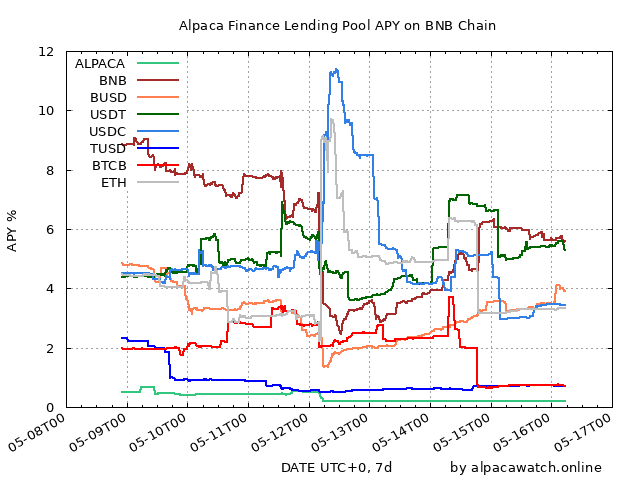 Alpaca Finance Lending Pool APY on BNB Chain
12
10
8
6
4
2
0
APY %
ALPACA
BNB
BUSD
USDT
USDC
TUSD
BTCB
ETH
05-08T00
05-09T00
05-10T00
05-11T00
05-12T00
05-13T00
05-14T00
05-15T00
05-16T00
05-17T00
DATE UTC+0, 7d
by alpacawatch.online